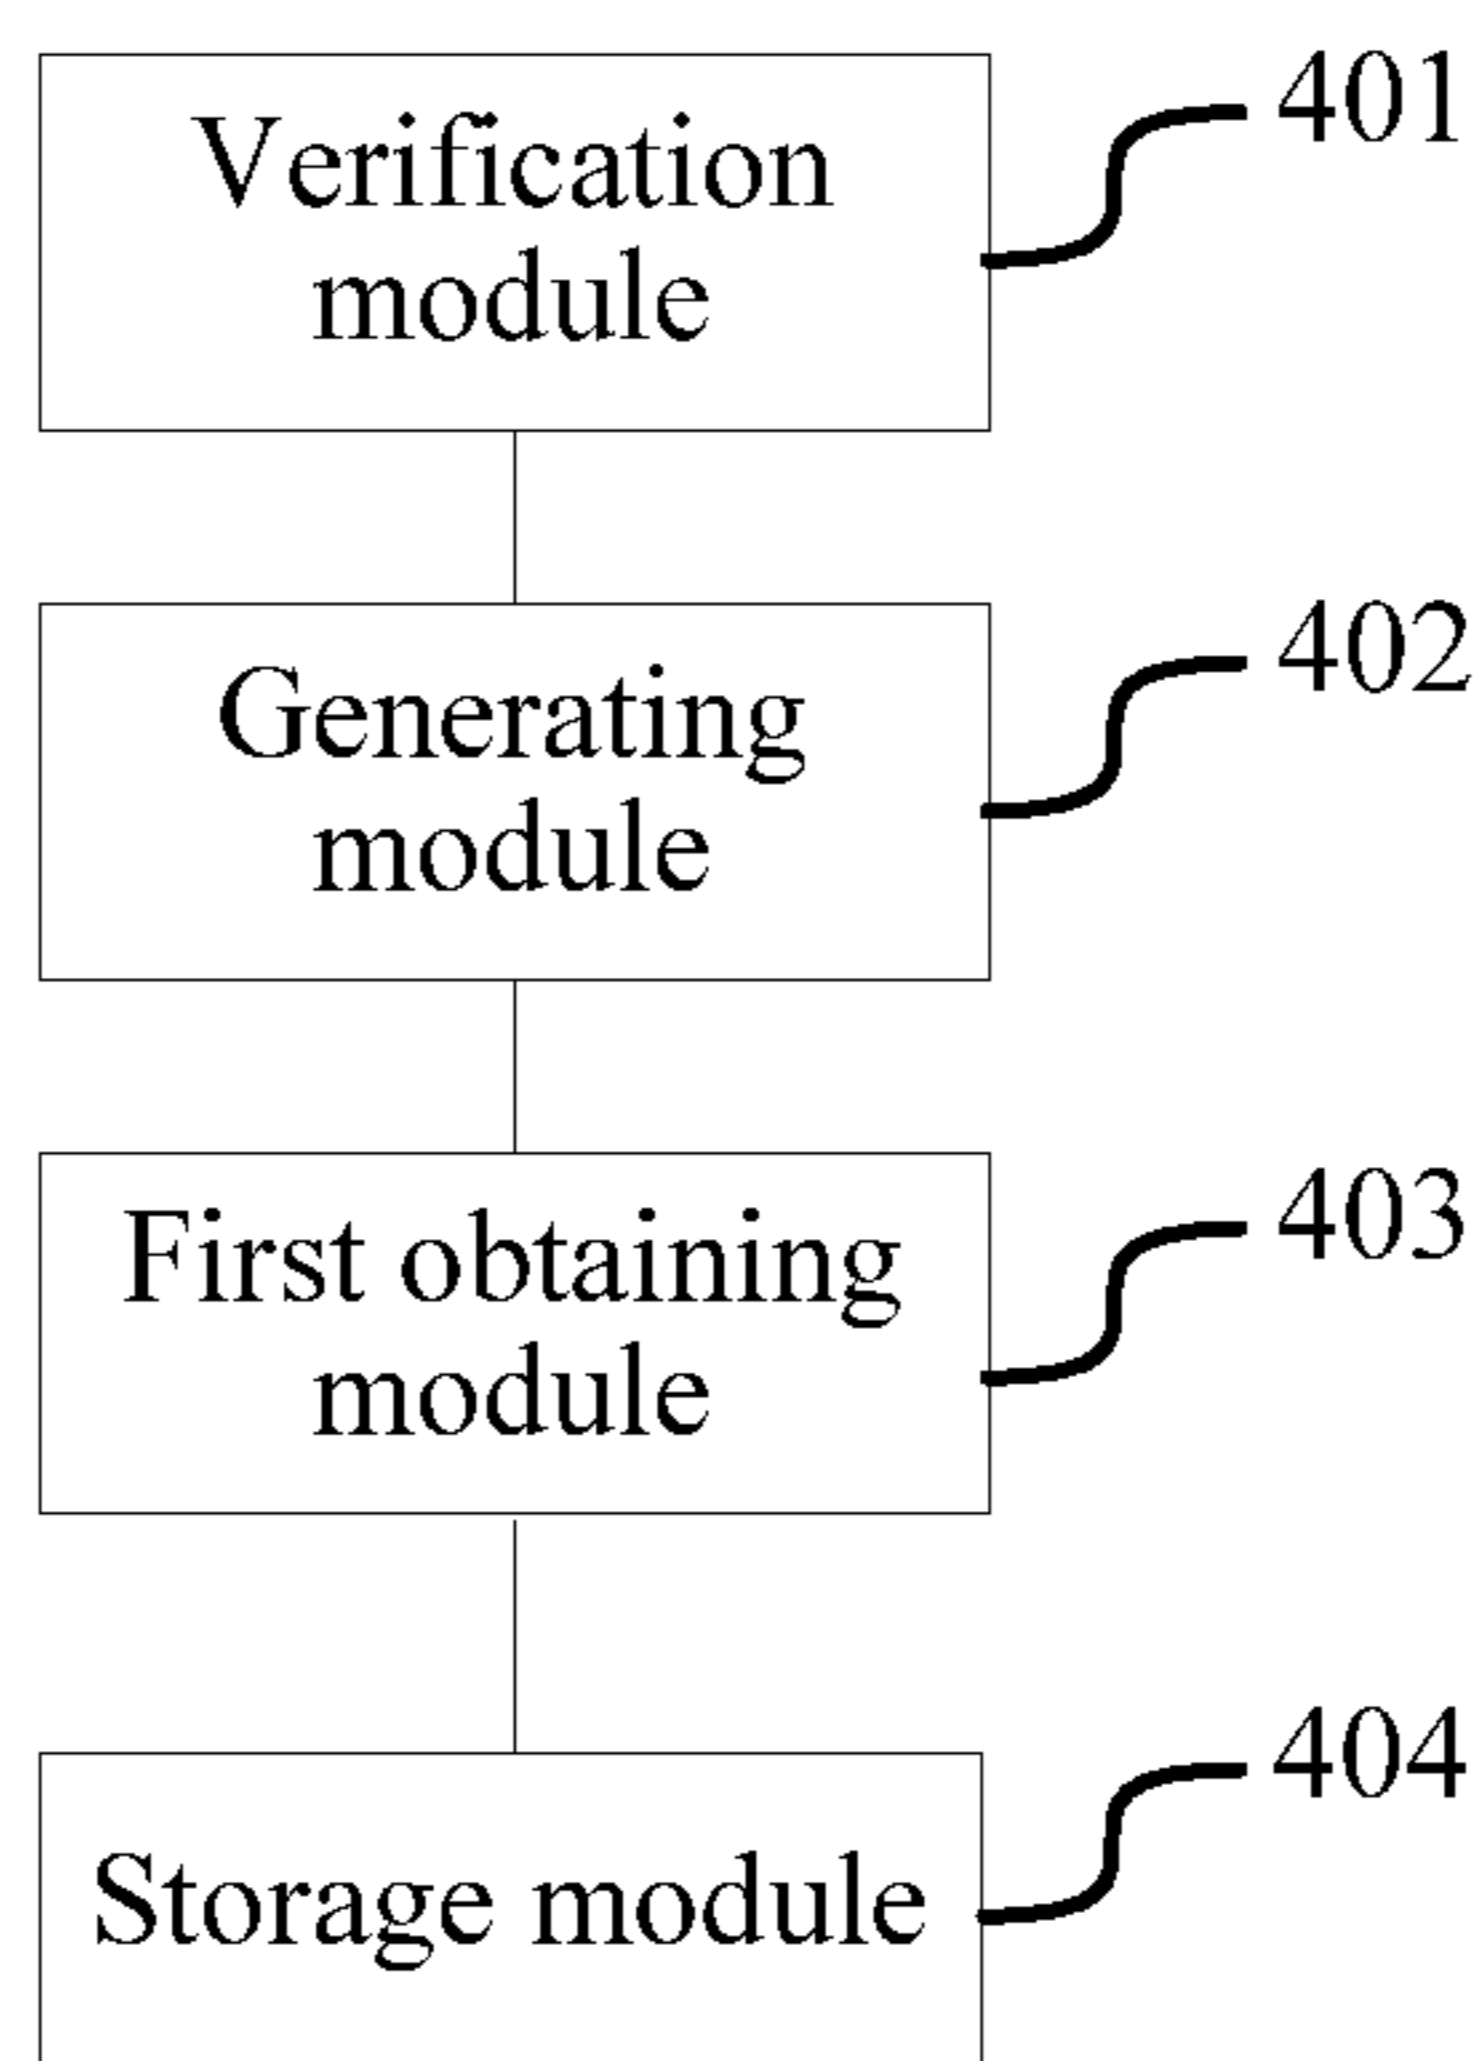 Verification
module
401
Generating
module
402
First obtaining
module
403
Storage module
404